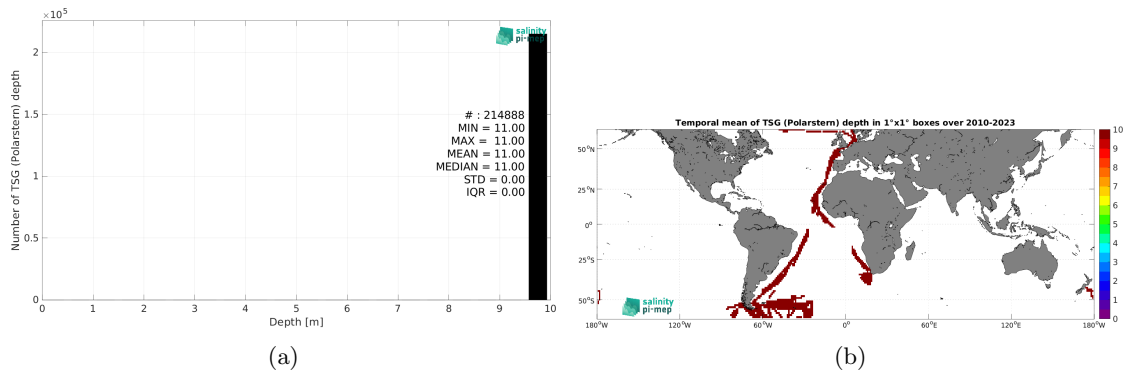 ×10⁵
salinity
pi-mep
2
1.5
1
0.5
0
Number of TSG (Polarstern) depth
# : 214888
MIN = 11.00
MAX = 11.00
MEAN = 11.00
MEDIAN = 11.00
STD = 0.00
IQR = 0.00
0 1 2 3 4 5 6 7 8 9 10
Depth [m]
(a)
Temporal mean of TSG (Polarstern) depth in 1°x1° boxes over 2010-2023
50°N
25°N
0°
25°S
50°S
180°W 120°W 60°W 0° 60°E 120°E 180°W
salinity
pi-mep
10
9
8
7
6
5
4
3
2
1
0
(b)